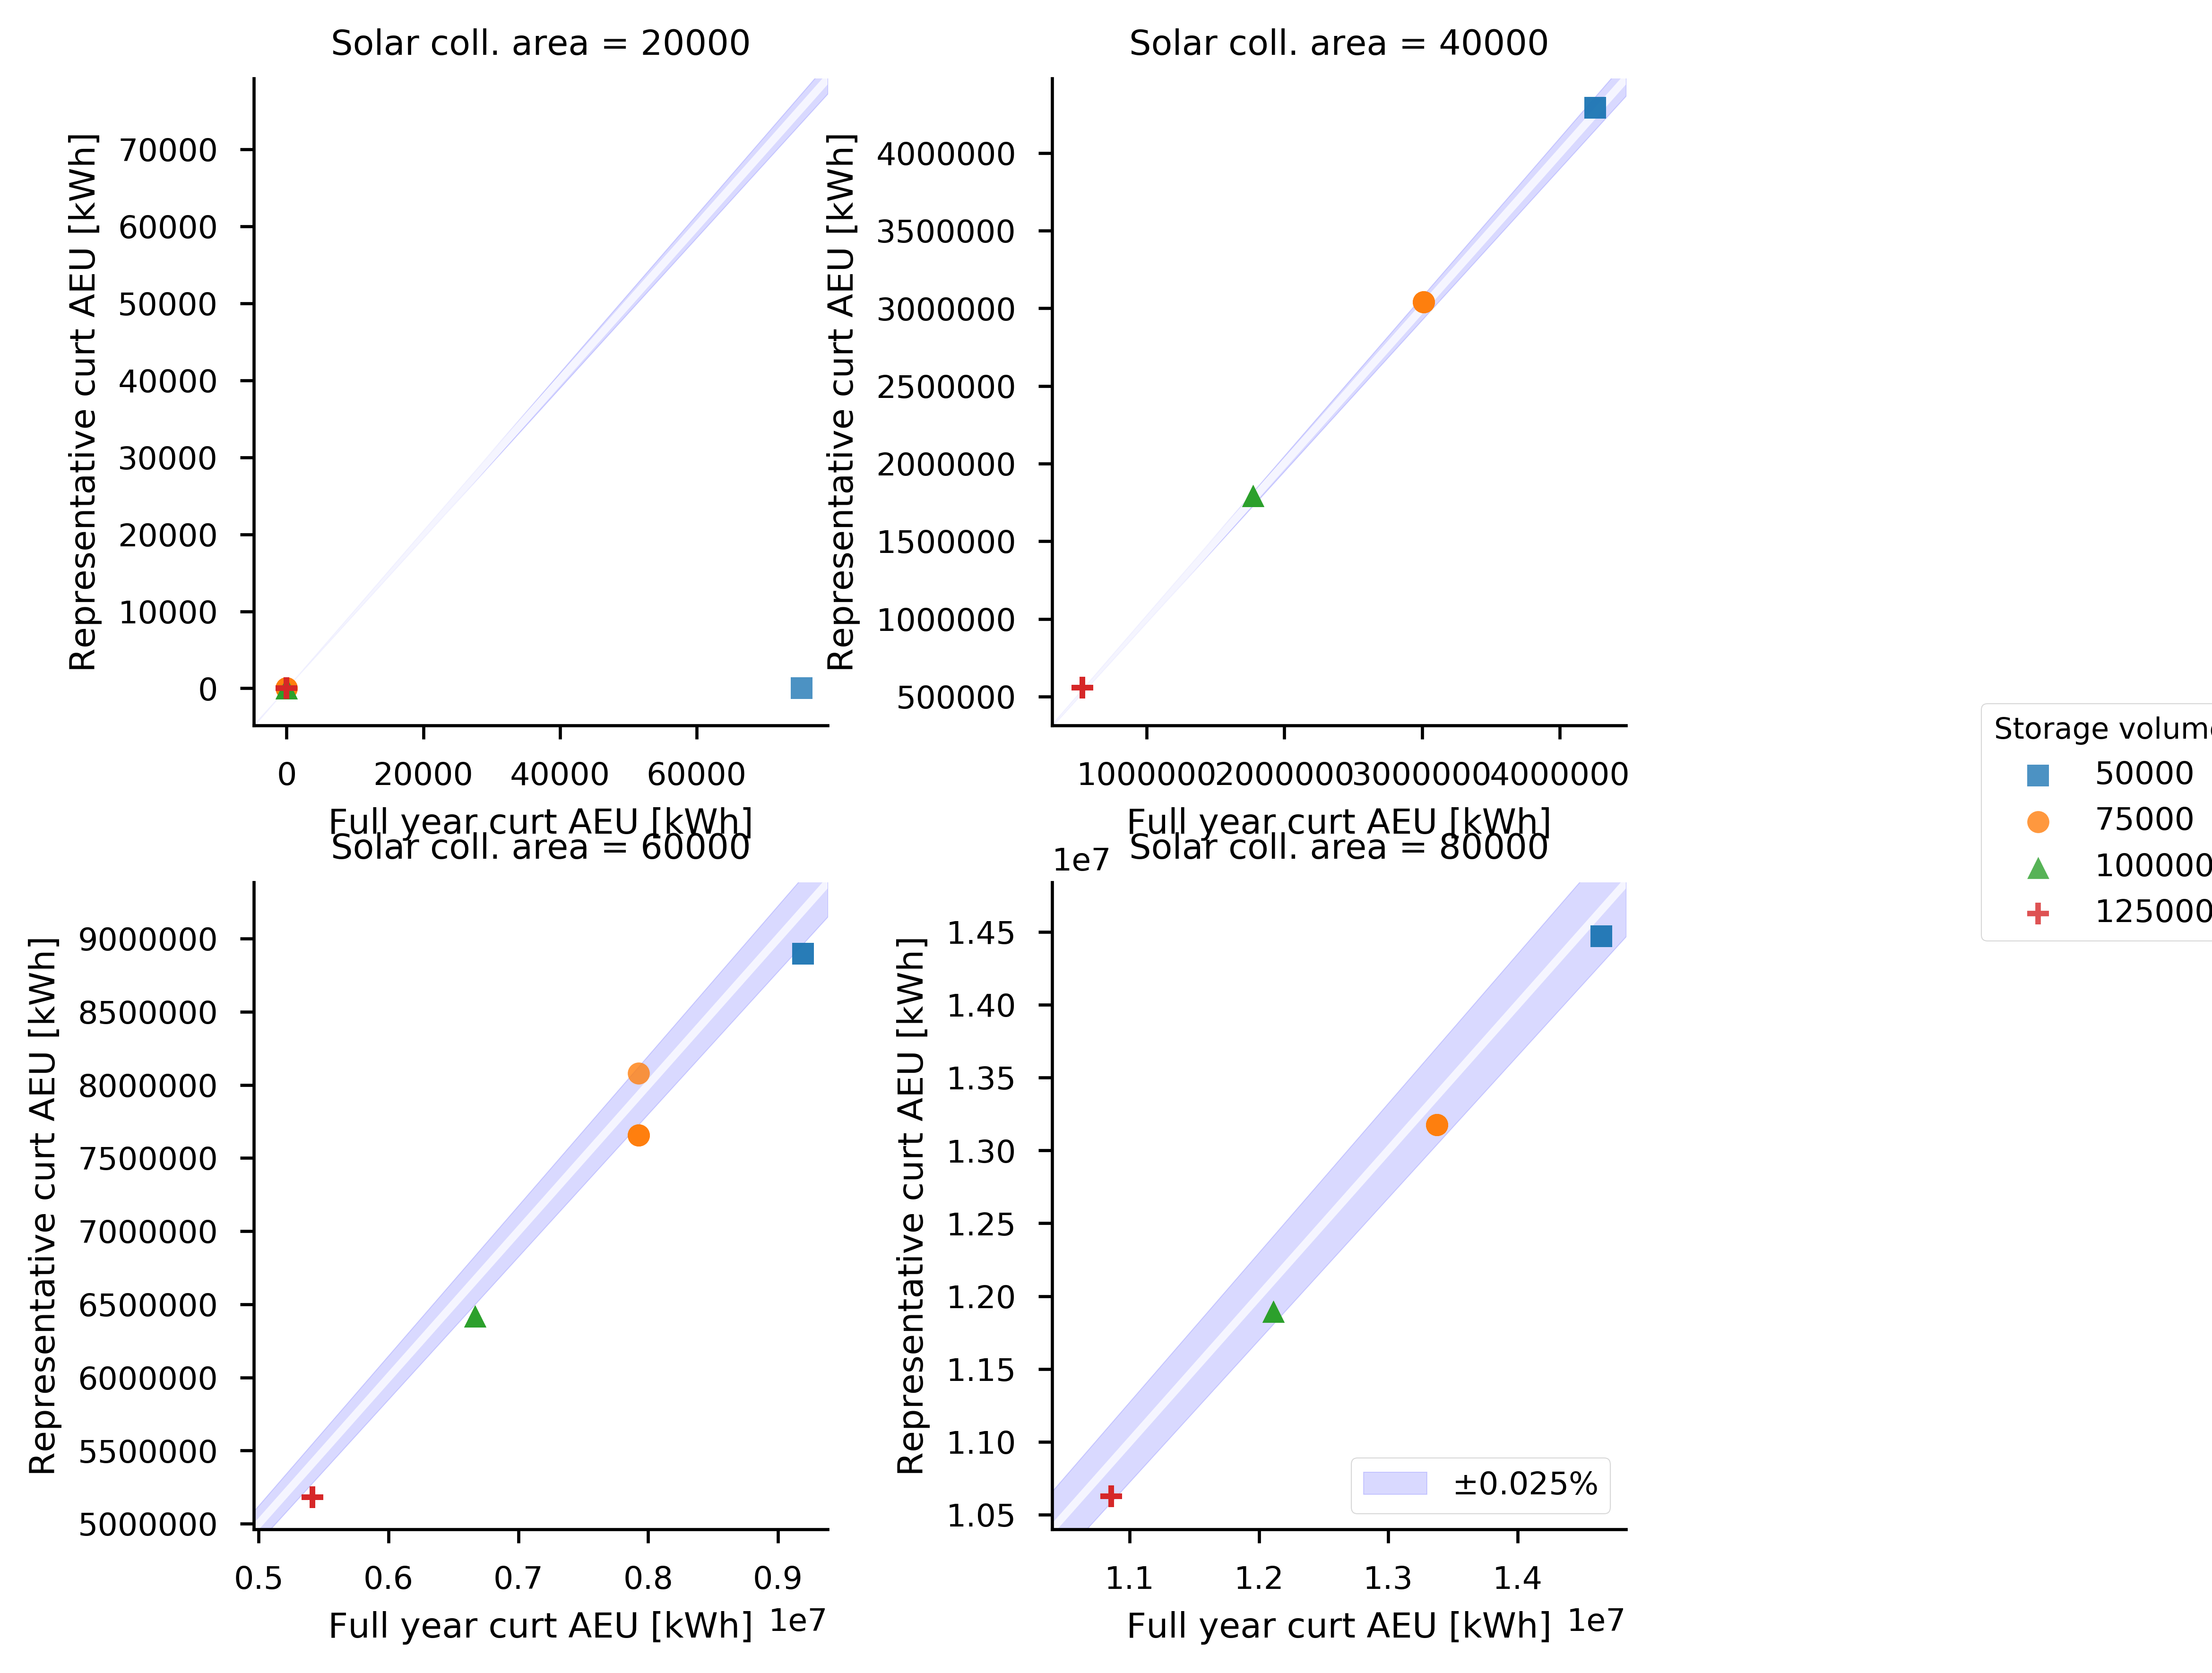 Solar coll. area = 20000
Representative curt AEU [kWh]
70000
60000
50000
40000
30000
20000
10000
0
0 20000 40000 60000
Full year curt AEU [kWh]
Solar coll. area = 40000
Representative curt AEU [kWh]
4000000
3500000
3000000
2500000
2000000
1500000
1000000
500000
1000000 2000000 3000000 4000000
Full year curt AEU [kWh]
Solar coll. area = 60000
Representative curt AEU [kWh]
9000000
8500000
8000000
7500000
7000000
6500000
6000000
5500000
5000000
0.5 0.6 0.7 0.8 0.9
1e7
Full year curt AEU [kWh]
Solar coll. area = 80000
1e7
Representative curt AEU [kWh]
1.45
1.40
1.35
1.30
1.25
1.20
1.15
1.10
1.05
±0.025%
1.1 1.2 1.3 1.4
1e7
Full year curt AEU [kWh]
Storage volum
50000
75000
100000
125000